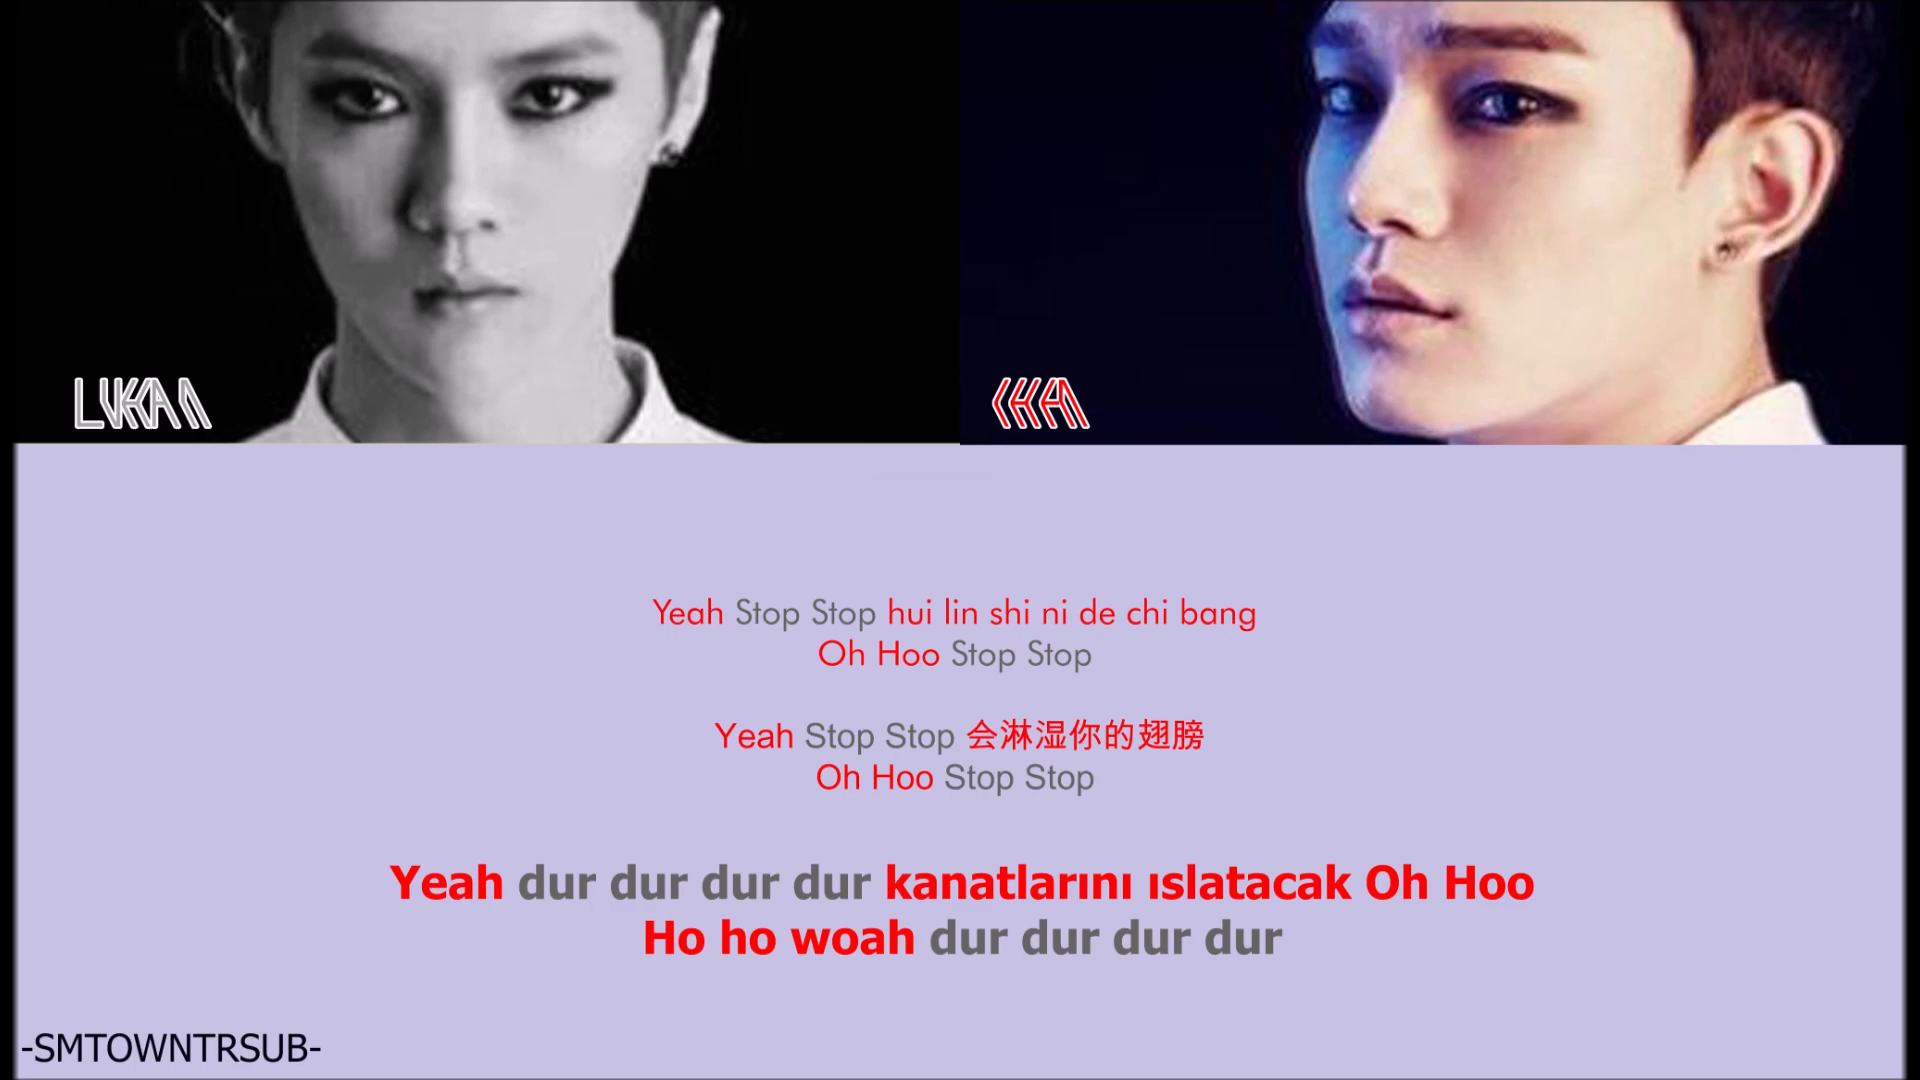 LUHAN
CHEN
Yeah Stop Stop hui lin shi ni de chi bang
Oh Hoo Stop Stop
Yeah Stop Stop 会淋湿你的翅膀
Oh Hoo Stop Stop
Yeah dur dur dur dur kanatlarını ıslatacak Oh Hoo
Ho ho woah dur dur dur dur
-SMTOWNTRSUB-